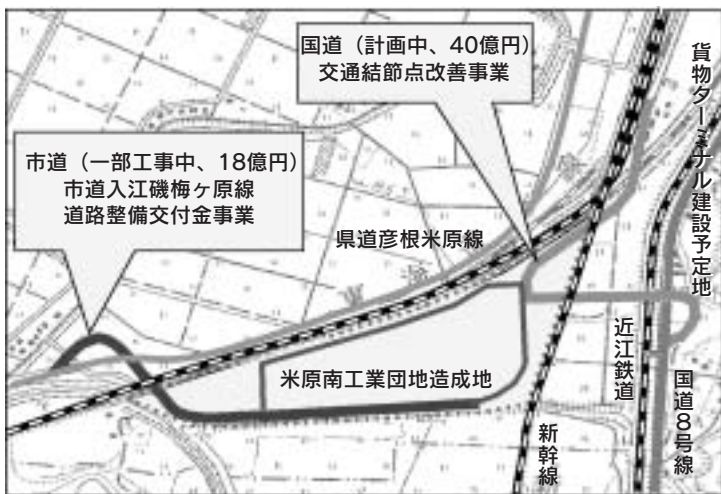 国道（計画中、40億円）
交通結節点改善事業
市道（一部工事中、18億円）
市道入江磯梅ヶ原線
道路整備交付金事業
県道彦根米原線
米原南工業団地造成地
新幹線
近江鉄道
国道8号線
貨物ターミナル建設予定地